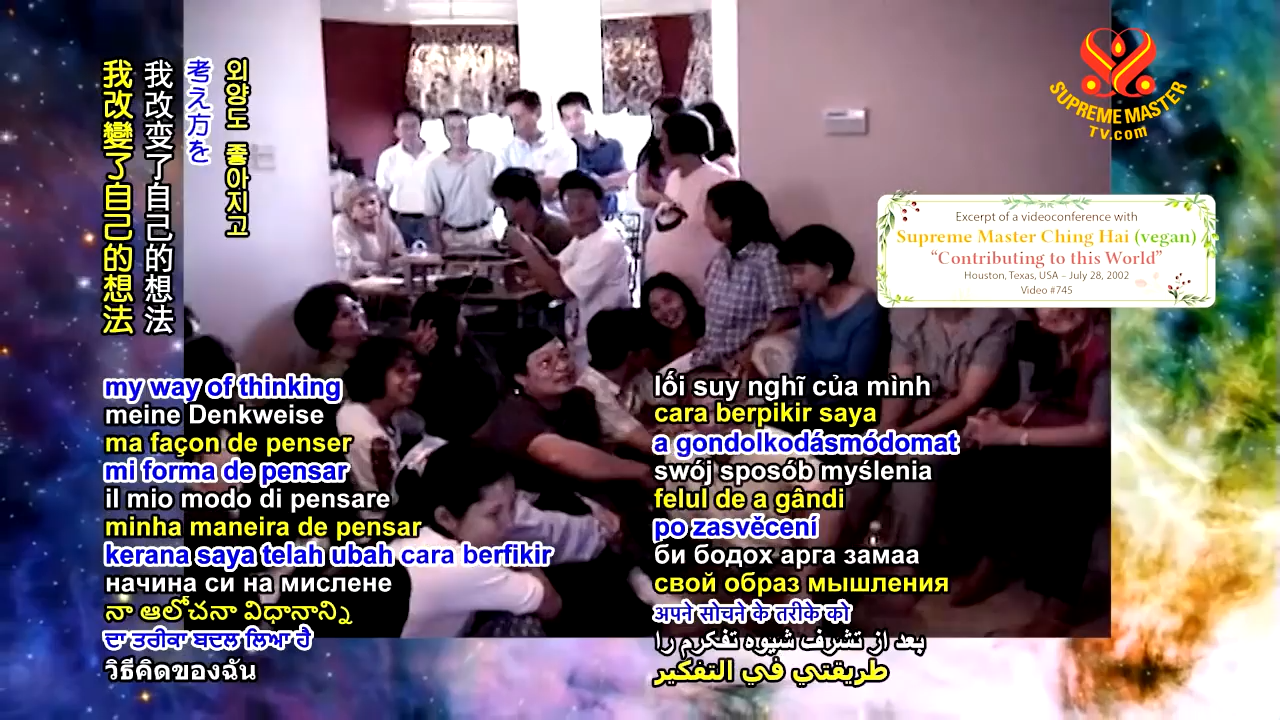 我改變了自己的想法
我改变了自己的想法
考え方を
외양도 좋아지고
SUPREME MASTER
TV.com
Excerpt of a videoconference with
Supreme Master Ching Hai (vegan)
“Contributing to this World”
Houston, Texas, USA – July 28, 2002
Video #745
my way of thinking
meine Denkweise
ma façon de penser
mi forma de pensar
il mio modo di pensare
minha maneira de pensar
kerana saya telah ubah cara berfikir
начина си на мислене
నా ఆలోచనా విధానాన్ని
ਦਾ ਤਰੀਕਾ ਬਦਲ ਲਿਆ ਹੈ
วิธีคิดของฉัน
lối suy nghĩ của mình
cara berpikir saya
a gondolkodásmódomat
swój sposób myślenia
felul de a gândi
po zasvěcení
би бодох арга замаа
свой образ мышления
अपने सोचने के तरीके को
بعد از تشرف شیوه تفکرم را
طريقتي في التفكير